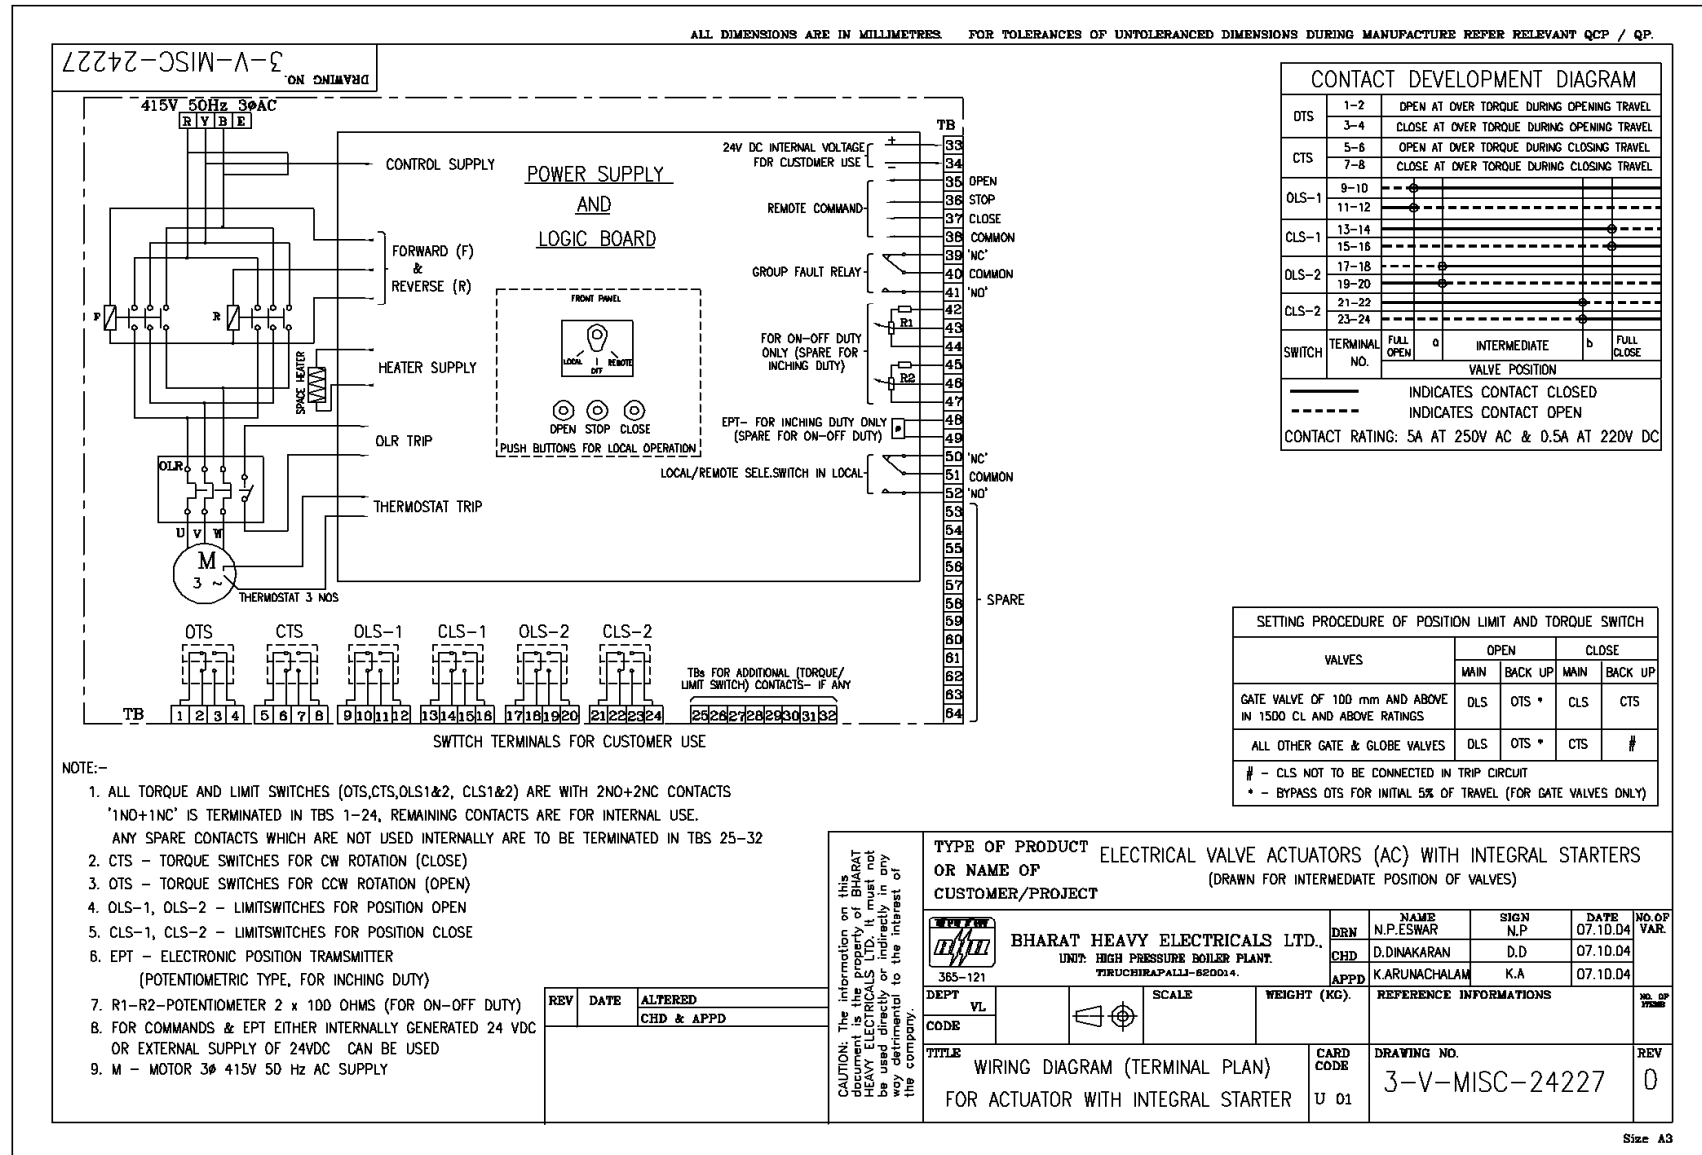 ALL DIMENSIONS ARE IN MILLIMETRES. FOR TOLERANCES OF UNTOLERANCED DIMENSIONS DURING MANUFACTURE REFER RELEVANT QCP / QP.
DRAWING NO. 3-V-MISC-24227
415V 50Hz 3øAC
R Y B E
CONTROL SUPPLY
FORWARD (F)
&
REVERSE (R)
F
R
SPACE HEATER
HEATER SUPPLY
OLR TRIP
OLR
THERMOSTAT TRIP
U V W
M
3 ~
THERMOSTAT 3 NOS
POWER SUPPLY
AND
LOGIC BOARD
FRONT PANEL
LOCAL
OFF
REMOTE
OPEN STOP CLOSE
PUSH BUTTONS FOR LOCAL OPERATION
TB
24V DC INTERNAL VOLTAGE
FOR CUSTOMER USE
+
−
REMOTE COMMAND
GROUP FAULT RELAY
FOR ON-OFF DUTY
ONLY (SPARE FOR
INCHING DUTY)
R1
R2
EPT- FOR INCHING DUTY ONLY
(SPARE FOR ON-OFF DUTY)
LOCAL/REMOTE SELE.SWITCH IN LOCAL
33
34
35 OPEN
36 STOP
37 CLOSE
38 COMMON
39 'NC'
40 COMMON
41 'NO'
42
43
44
45
46
47
48
49
50 'NC'
51 COMMON
52 'NO'
53
54
55
56
57
58
59
60
61
62
63
64
SPARE
OTS CTS OLS-1 CLS-1 OLS-2 CLS-2
TBs FOR ADDITIONAL (TORQUE/
LIMIT SWITCH) CONTACTS- IF ANY
TB 1 2 3 4 5 6 7 8 9 10 11 12 13 14 15 16 17 18 19 20 21 22 23 24 25 26 27 28 29 30 31 32
SWTTCH TERMINALS FOR CUSTOMER USE
CONTACT DEVELOPMENT DIAGRAM
OTS
1-2 OPEN AT OVER TORQUE DURING OPENING TRAVEL
3-4 CLOSE AT OVER TORQUE DURING OPENING TRAVEL
CTS
5-6 OPEN AT OVER TORQUE DURING CLOSING TRAVEL
7-8 CLOSE AT OVER TORQUE DURING CLOSING TRAVEL
OLS-1
9-10
11-12
CLS-1
13-14
15-16
OLS-2
17-18
19-20
CLS-2
21-22
23-24
SWITCH
TERMINAL
NO.
FULL
OPEN
a
INTERMEDIATE
b
FULL
CLOSE
VALVE POSITION
INDICATES CONTACT CLOSED
INDICATES CONTACT OPEN
CONTACT RATING: 5A AT 250V AC & 0.5A AT 220V DC
SETTING PROCEDURE OF POSITION LIMIT AND TORQUE SWITCH
VALVES
OPEN CLOSE
MAIN BACK UP MAIN BACK UP
GATE VALVE OF 100 mm AND ABOVE
IN 1500 CL AND ABOVE RATINGS
OLS OTS * CLS CTS
ALL OTHER GATE & GLOBE VALVES OLS OTS * CTS #
# - CLS NOT TO BE CONNECTED IN TRIP CIRCUIT
* - BYPASS OTS FOR INITIAL 5% OF TRAVEL (FOR GATE VALVES ONLY)
NOTE:-
1. ALL TORQUE AND LIMIT SWITCHES (OTS,CTS,OLS1&2, CLS1&2) ARE WITH 2NO+2NC CONTACTS
'1NO+1NC' IS TERMINATED IN TBS 1-24, REMAINING CONTACTS ARE FOR INTERNAL USE.
ANY SPARE CONTACTS WHICH ARE NOT USED INTERNALLY ARE TO BE TERMINATED IN TBS 25-32
2. CTS - TORQUE SWITCHES FOR CW ROTATION (CLOSE)
3. OTS - TORQUE SWITCHES FOR CCW ROTATION (OPEN)
4. OLS-1, OLS-2 - LIMITSWITCHES FOR POSITION OPEN
5. CLS-1, CLS-2 - LIMITSWITCHES FOR POSITION CLOSE
6. EPT - ELECTRONIC POSITION TRAMSMITTER
(POTENTIOMETRIC TYPE, FOR INCHING DUTY)
7. R1-R2-POTENTIOMETER 2 x 100 OHMS (FOR ON-OFF DUTY)
8. FOR COMMANDS & EPT EITHER INTERNALLY GENERATED 24 VDC
OR EXTERNAL SUPPLY OF 24VDC CAN BE USED
9. M - MOTOR 3ø 415V 50 Hz AC SUPPLY
REV DATE ALTERED
CHD & APPD
CAUTION: The information on this
document is the property of BHARAT
HEAVY ELECTRICALS LTD. It must not
be used directly or indirectly in any
way detrimental to the interest of
the company.
TYPE OF PRODUCT
OR NAME OF
CUSTOMER/PROJECT
ELECTRICAL VALVE ACTUATORS (AC) WITH INTEGRAL STARTERS
(DRAWN FOR INTERMEDIATE POSITION OF VALVES)
365-121
BHARAT HEAVY ELECTRICALS LTD.,
UNIT: HIGH PRESSURE BOILER PLANT.
TIRUCHIRAPALLI-620014.
NAME SIGN DATE NO.OF
VAR.
DRN N.P.ESWAR N.P 07.10.04
CHD D.DINAKARAN D.D 07.10.04
APPD K.ARUNACHALAM K.A 07.10.04
DEPT VL
CODE
SCALE
WEIGHT (KG).
REFERENCE INFORMATIONS
NO. OF
ITEMS
TITLE
WIRING DIAGRAM (TERMINAL PLAN)
FOR ACTUATOR WITH INTEGRAL STARTER
CARD
CODE
U 01
DRAWING NO.
3-V-MISC-24227
REV
0
Size A3